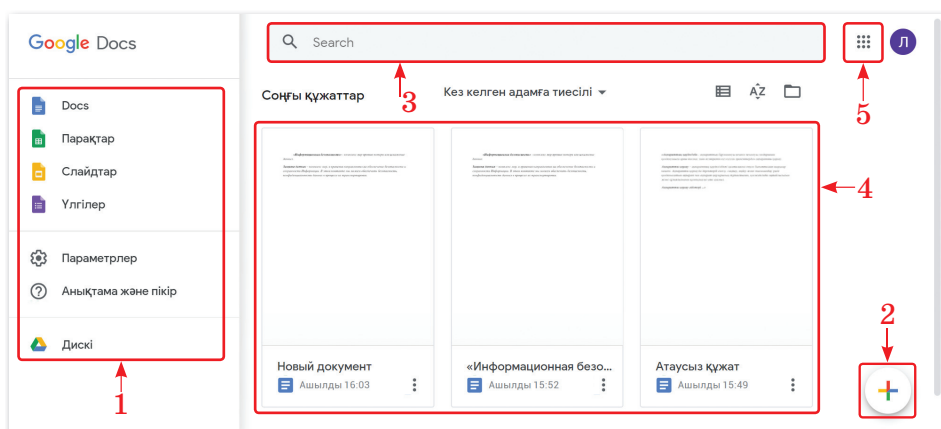 Google Docs
Search
Л
3
5
Docs
Парақтар
Слайдтар
Үлгілер
Параметрлер
Анықтама және пікір
Дискі
1
Соңғы құжаттар
Кез келген адамға тиесілі
AZ
4
Новый документ
Ашылды 16:03
«Информационная безо...
Ашылды 15:52
Атаусыз құжат
Ашылды 15:49
2